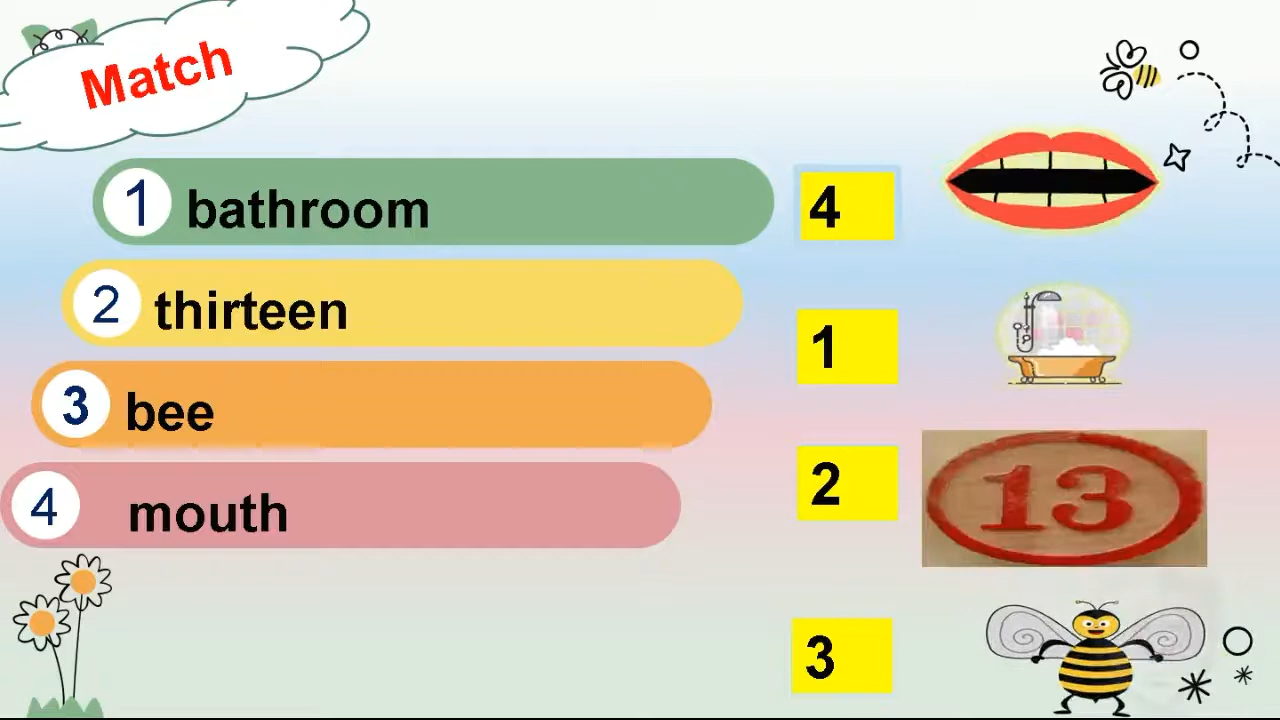 Match
1 bathroom
2 thirteen
3 bee
4 mouth
4
1
2
13
3